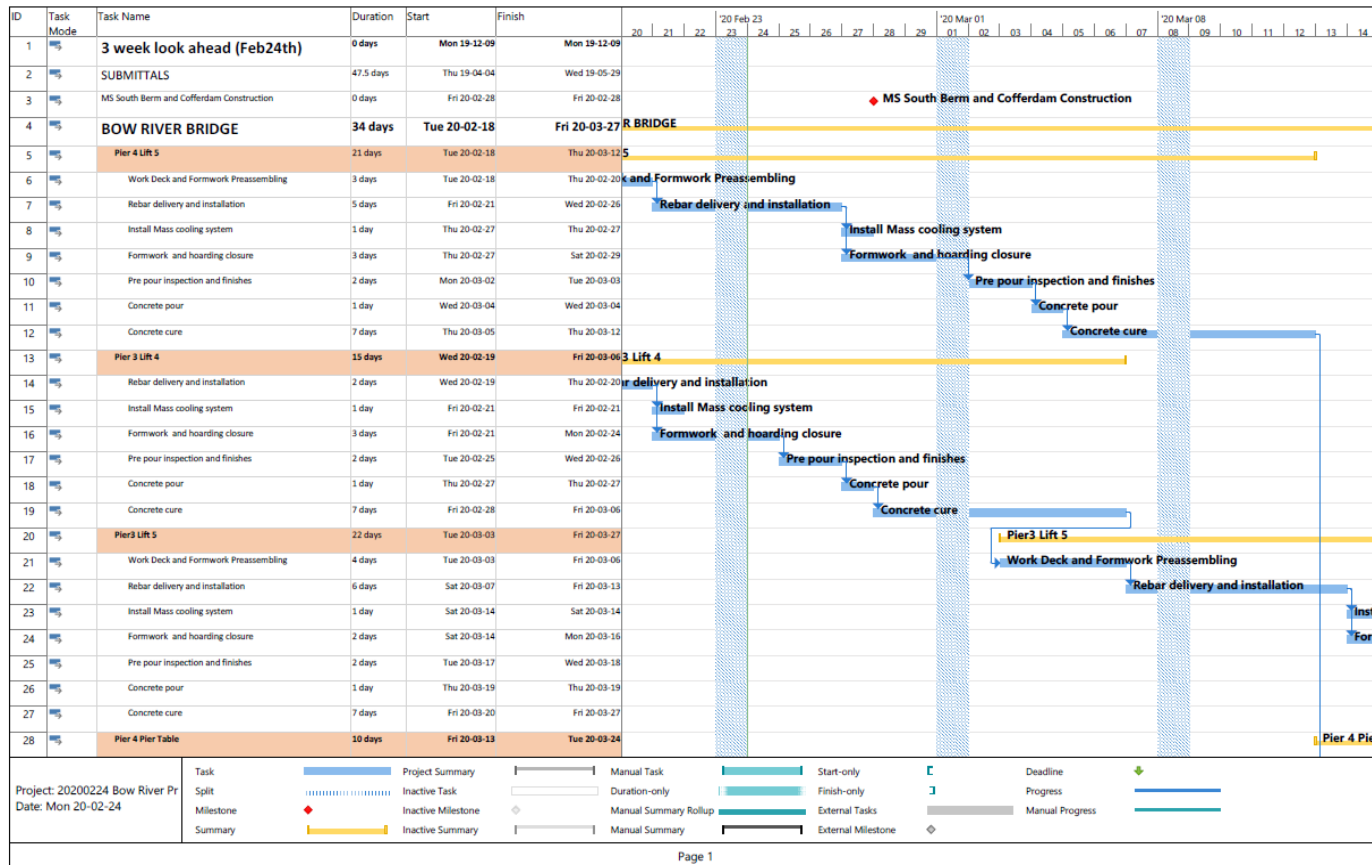 ID Task Mode Task Name Duration Start Finish '20 Feb 23 '20 Mar 01 '20 Mar 08
20 21 22 23 24 25 26 27 28 29 01 02 03 04 05 06 07 08 09 10 11 12 13 14
1 3 week look ahead (Feb24th) 0 days Mon 19-12-09 Mon 19-12-09
2 SUBMITTALS 47.5 days Thu 19-04-04 Wed 19-05-29
3 MS South Berm and Cofferdam Construction 0 days Fri 20-02-28 Fri 20-02-28 MS South Berm and Cofferdam Construction
4 BOW RIVER BRIDGE 34 days Tue 20-02-18 Fri 20-03-27 R BRIDGE
5 Pier 4 Lift 5 21 days Tue 20-02-18 Thu 20-03-12 5
6 Work Deck and Formwork Preassembling 3 days Tue 20-02-18 Thu 20-02-20 k and Formwork Preassembling
7 Rebar delivery and installation 5 days Fri 20-02-21 Wed 20-02-26 Rebar delivery and installation
8 Install Mass cooling system 1 day Thu 20-02-27 Thu 20-02-27 Install Mass cooling system
9 Formwork and hoarding closure 3 days Thu 20-02-27 Sat 20-02-29 Formwork and hoarding closure
10 Pre pour inspection and finishes 2 days Mon 20-03-02 Tue 20-03-03 Pre pour inspection and finishes
11 Concrete pour 1 day Wed 20-03-04 Wed 20-03-04 Concrete pour
12 Concrete cure 7 days Thu 20-03-05 Thu 20-03-12 Concrete cure
13 Pier 3 Lift 4 15 days Wed 20-02-19 Fri 20-03-06 3 Lift 4
14 Rebar delivery and installation 2 days Wed 20-02-19 Thu 20-02-20 r delivery and installation
15 Install Mass cooling system 1 day Fri 20-02-21 Fri 20-02-21 Install Mass cooling system
16 Formwork and hoarding closure 3 days Fri 20-02-21 Mon 20-02-24 Formwork and hoarding closure
17 Pre pour inspection and finishes 2 days Tue 20-02-25 Wed 20-02-26 Pre pour inspection and finishes
18 Concrete pour 1 day Thu 20-02-27 Thu 20-02-27 Concrete pour
19 Concrete cure 7 days Fri 20-02-28 Fri 20-03-06 Concrete cure
20 Pier3 Lift 5 22 days Tue 20-03-03 Fri 20-03-27 Pier3 Lift 5
21 Work Deck and Formwork Preassembling 4 days Tue 20-03-03 Fri 20-03-06 Work Deck and Formwork Preassembling
22 Rebar delivery and installation 6 days Sat 20-03-07 Fri 20-03-13 Rebar delivery and installation
23 Install Mass cooling system 1 day Sat 20-03-14 Sat 20-03-14 Inst
24 Formwork and hoarding closure 2 days Sat 20-03-14 Mon 20-03-16 For
25 Pre pour inspection and finishes 2 days Tue 20-03-17 Wed 20-03-18
26 Concrete pour 1 day Thu 20-03-19 Thu 20-03-19
27 Concrete cure 7 days Fri 20-03-20 Fri 20-03-27
28 Pier 4 Pier Table 10 days Fri 20-03-13 Tue 20-03-24 Pier 4 Pie
Project: 20200224 Bow River Pr
Date: Mon 20-02-24
Task Project Summary Manual Task Start-only Deadline
Split Inactive Task Duration-only Finish-only Progress
Milestone Inactive Milestone Manual Summary Rollup External Tasks Manual Progress
Summary Inactive Summary Manual Summary External Milestone
Page 1